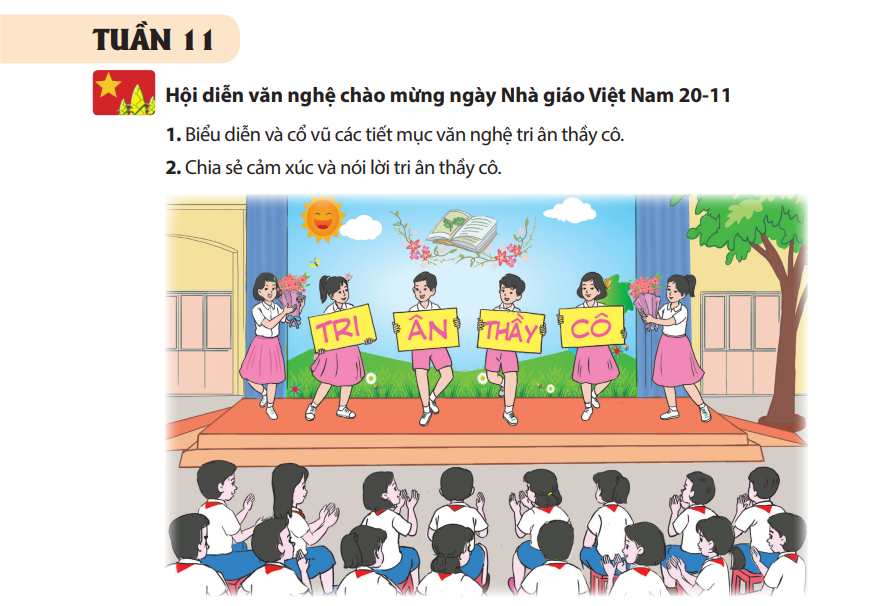 TUẦN 11
Hội diễn văn nghệ chào mừng ngày Nhà giáo Việt Nam 20-11
1. Biểu diễn và cổ vũ các tiết mục văn nghệ tri ân thầy cô.
2. Chia sẻ cảm xúc và nói lời tri ân thầy cô.
TRI ÂN THẦY CÔ